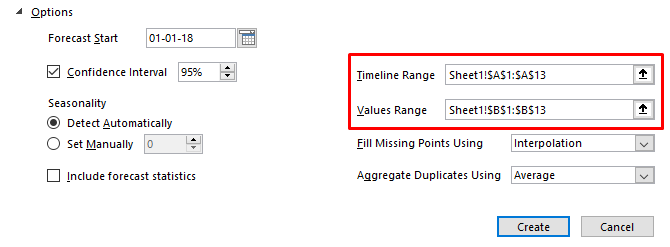 Options
Forecast Start 01-01-18
Confidence Interval 95%
Seasonality
Detect Automatically
Set Manually 0
Include forecast statistics
Timeline Range Sheet1!$A$1:$A$13
Values Range Sheet1!$B$1:$B$13
Fill Missing Points Using Interpolation
Aggregate Duplicates Using Average
Create Cancel